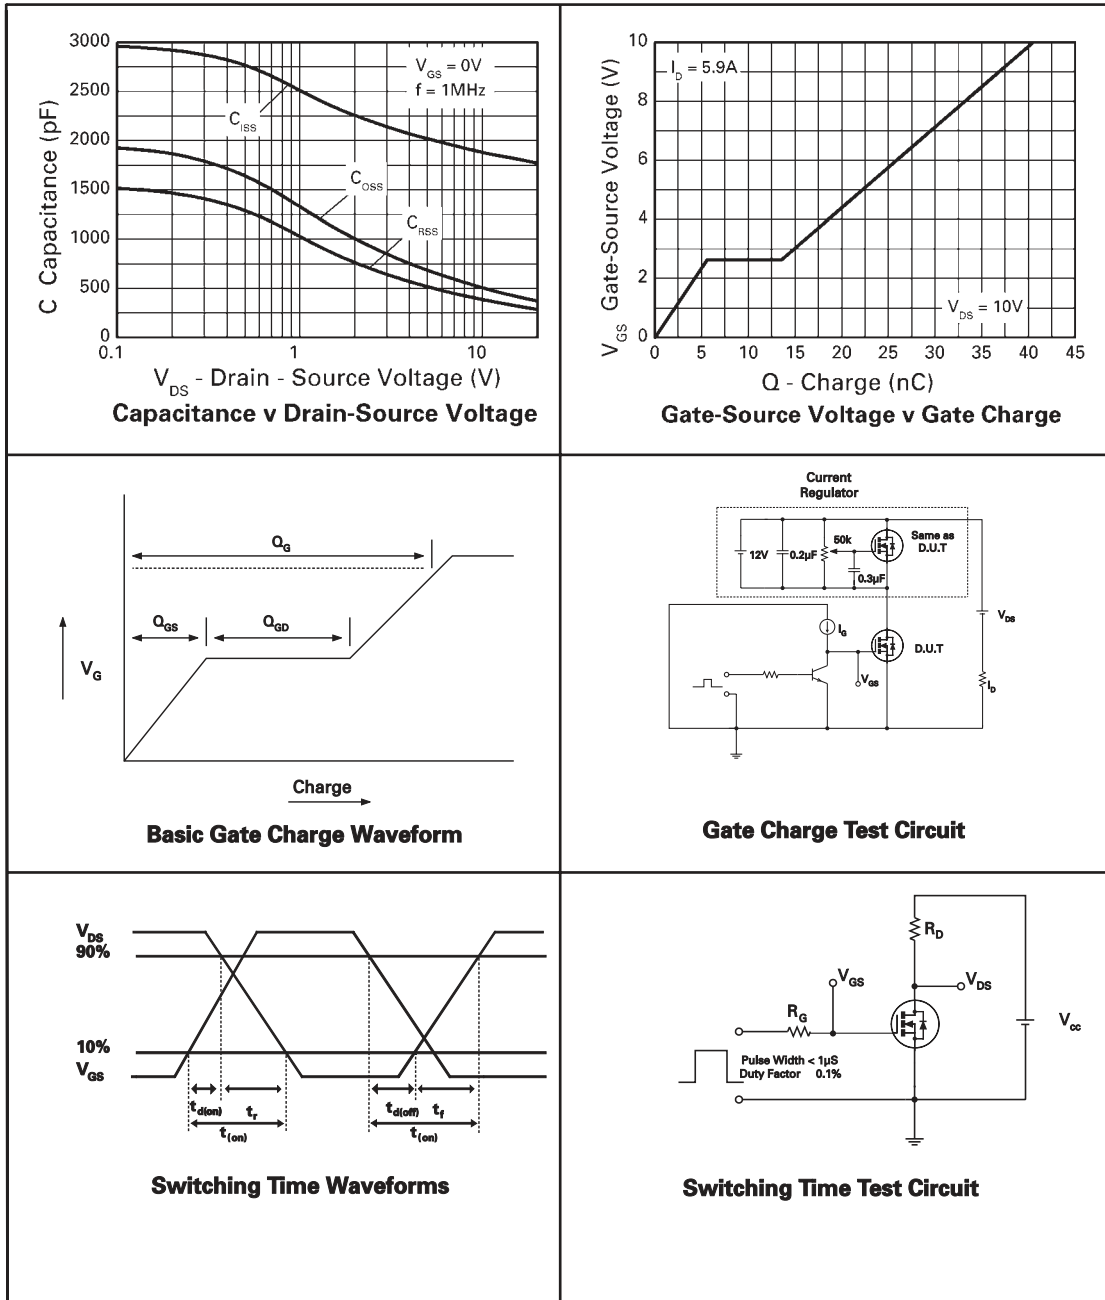 3000
2500
2000
1500
1000
500
0
0.1
1
10
C Capacitance (pF)
V_GS = 0V
f = 1MHz
C_ISS
C_OSS
C_RSS
V_DS - Drain - Source Voltage (V)
Capacitance v Drain-Source Voltage
10
8
6
4
2
0
0 5 10 15 20 25 30 35 40 45
V_GS Gate-Source Voltage (V)
I_D = 5.9A
V_DS = 10V
Q - Charge (nC)
Gate-Source Voltage v Gate Charge
Q_G
Q_GS
Q_GD
V_G
Charge
Basic Gate Charge Waveform
Current
Regulator
12V
0.2µF
50k
0.3µF
Same as
D.U.T
I_G
V_GS
D.U.T
V_DS
I_D
Gate Charge Test Circuit
V_DS
90%
10%
V_GS
t_d(on)
t_r
t_(on)
t_d(off)
t_f
t_(on)
Switching Time Waveforms
R_D
V_GS
V_DS
R_G
V_cc
Pulse Width < 1µS
Duty Factor 0.1%
Switching Time Test Circuit